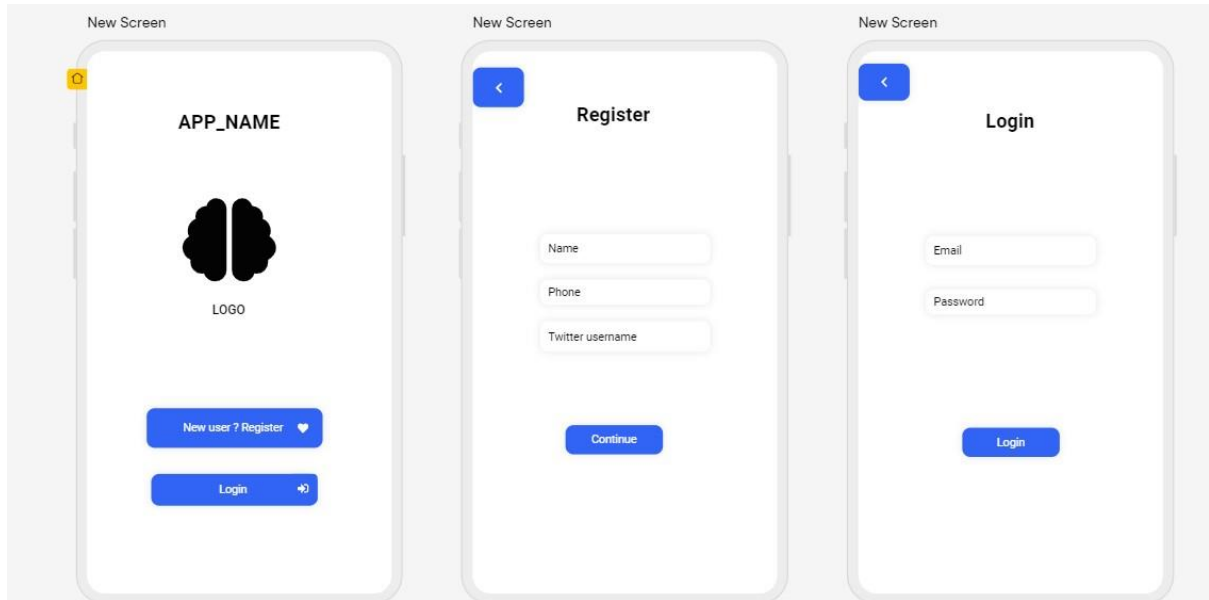 New Screen
APP_NAME
LOGO
New user ? Register
Login
New Screen
Register
Name
Phone
Twitter username
Continue
New Screen
Login
Email
Password
Login